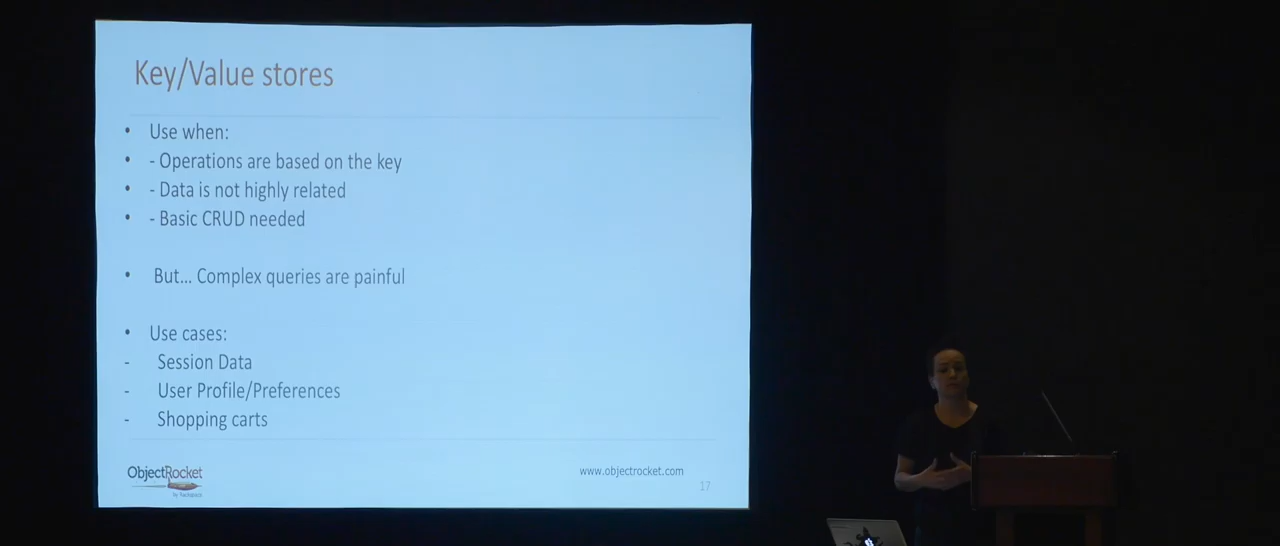 Key/Value stores
• Use when:
• - Operations are based on the key
• - Data is not highly related
• - Basic CRUD needed
• But... Complex queries are painful
• Use cases:
- Session Data
- User Profile/Preferences
- Shopping carts
ObjectRocket
by Rackspace
www.objectrocket.com
17